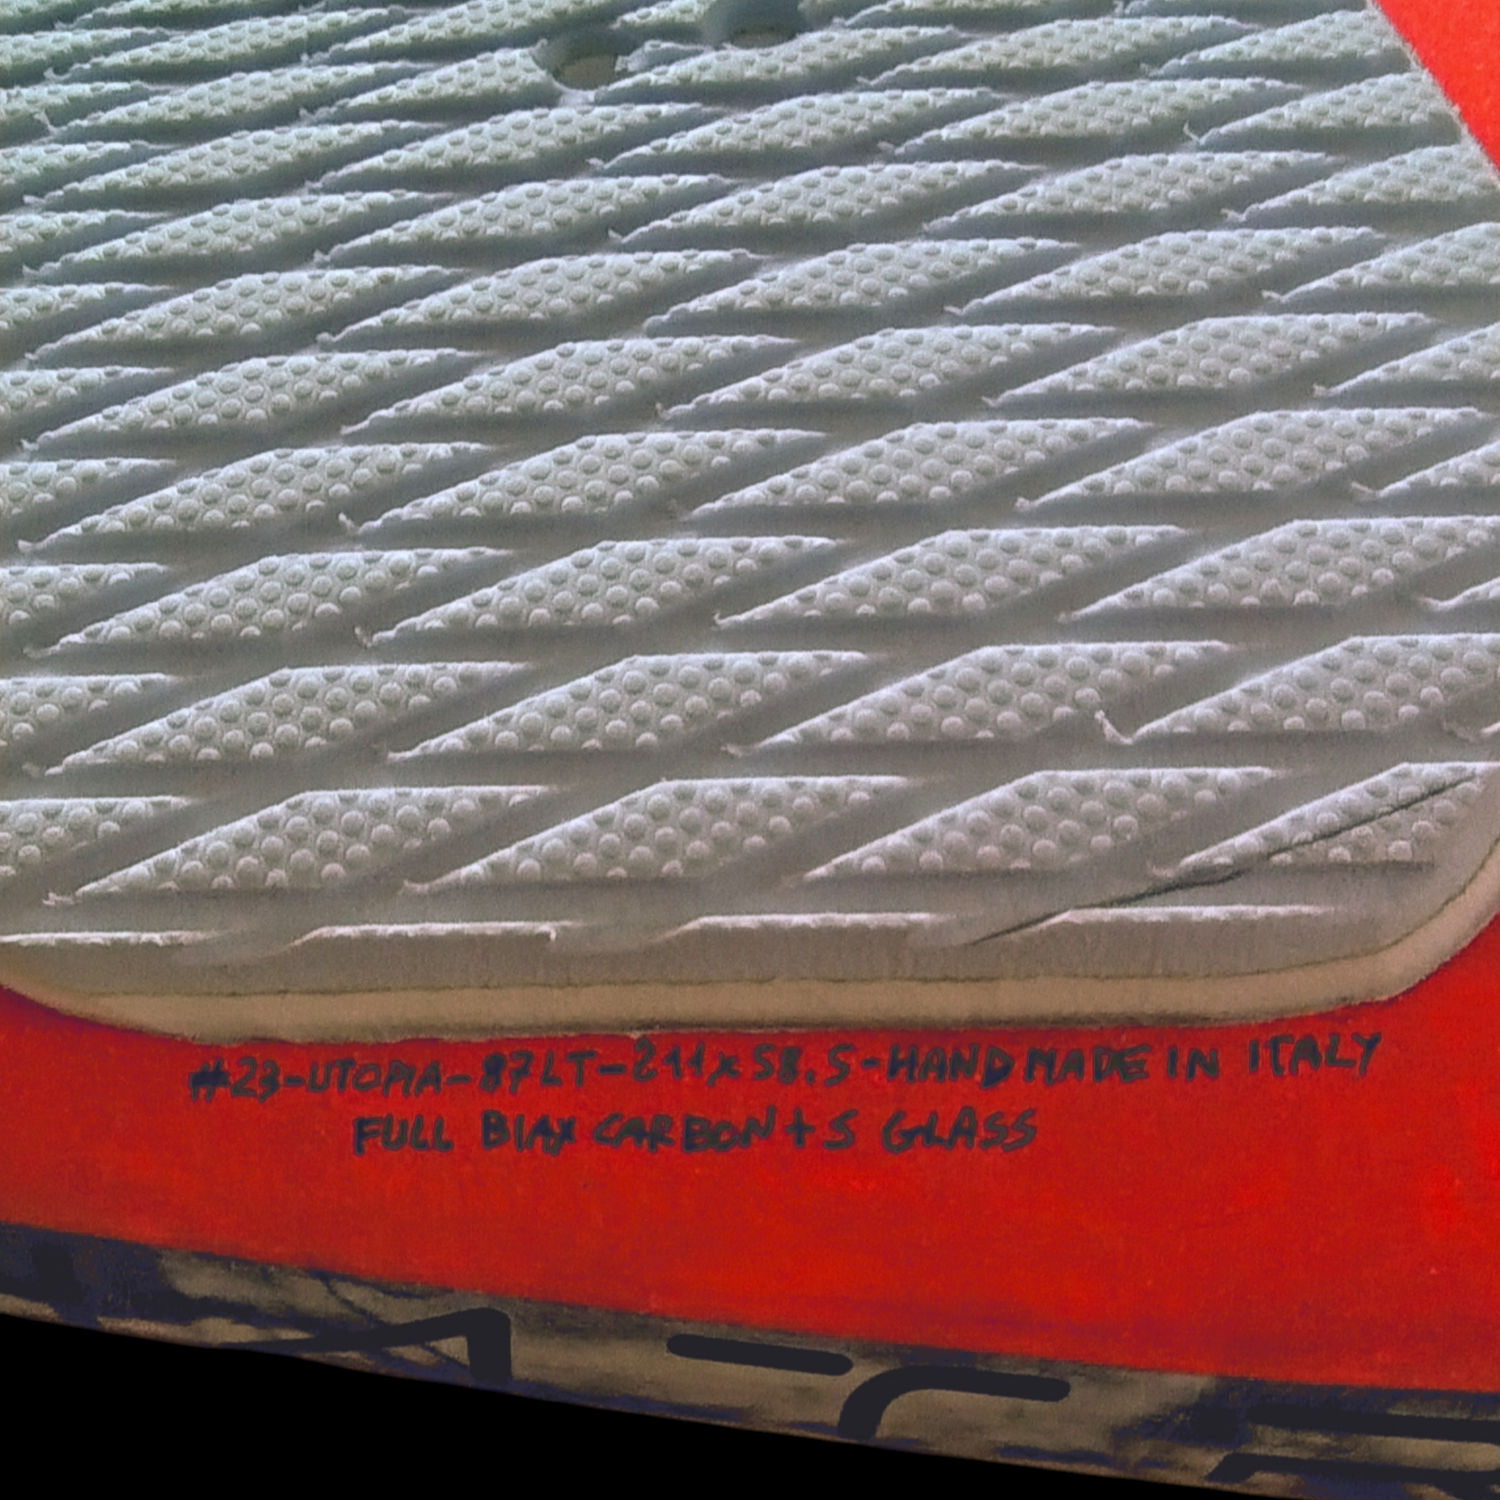 #23-UTOPIA-87LT-211x58.5-HANDMADE IN ITALY
FULL BIAX CARBON+S GLASS